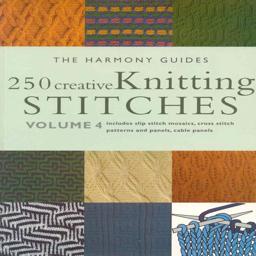 THE HARMONY GUIDES
250 creative Knitting
STITCHES
VOLUME 4 includes slip stitch mosaics, cross stitch
patterns and panels, cable panels